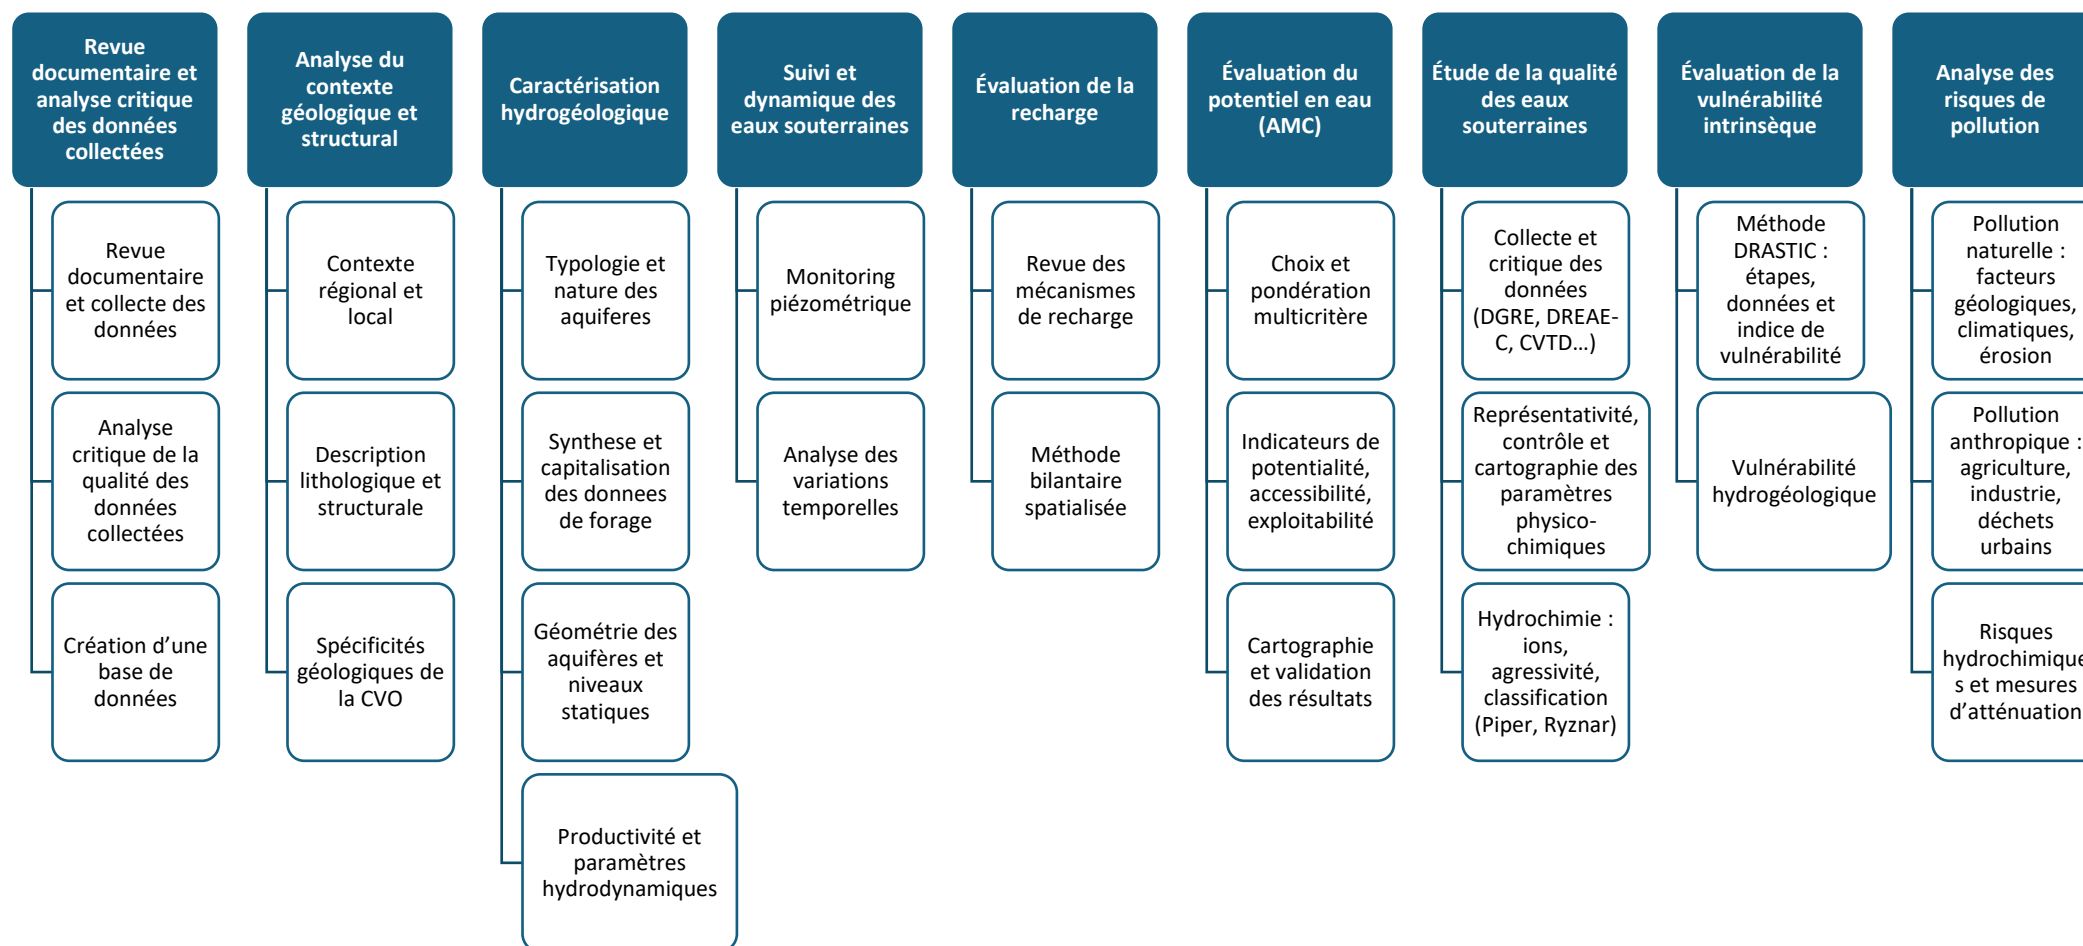 Revue
documentaire et
analyse critique
des données
collectées
Revue
documentaire
et collecte des
données
Analyse
critique de la
qualité des
données
collectées
Création d’une
base de
données
Analyse du
contexte
géologique et
structural
Contexte
régional et
local
Description
lithologique et
structurale
Spécificités
géologiques de
la CVO
Caractérisation
hydrogéologique
Typologie et
nature des
aquiferes
Synthese et
capitalisation
des donnees
de forage
Géométrie des
aquifères et
niveaux
statiques
Productivité et
paramètres
hydrodynamiques
Suivi et
dynamique des
eaux souterraines
Monitoring
piézométrique
Analyse des
variations
temporelles
Évaluation de la
recharge
Revue des
mécanismes
de recharge
Méthode
bilantaire
spatialisée
Évaluation du
potentiel en eau
(AMC)
Choix et
pondération
multicritère
Indicateurs de
potentialité,
accessibilité,
exploitabilité
Cartographie
et validation
des résultats
Étude de la qualité
des eaux
souterraines
Collecte et
critique des
données
(DGRE, DREAE-
C, CVTD…)
Représentativité,
contrôle et
cartographie des
paramètres
physico-
chimiques
Hydrochimie :
ions,
agressivité,
classification
(Piper, Ryznar)
Évaluation de la
vulnérabilité
intrinsèque
Méthode
DRASTIC :
étapes,
données et
indice de
vulnérabilité
Vulnérabilité
hydrogéologique
Analyse des
risques de
pollution
Pollution
naturelle :
facteurs
géologiques,
climatiques,
érosion
Pollution
anthropique :
agriculture,
industrie,
déchets
urbains
Risques
hydrochimique
s et mesures
d’atténuation